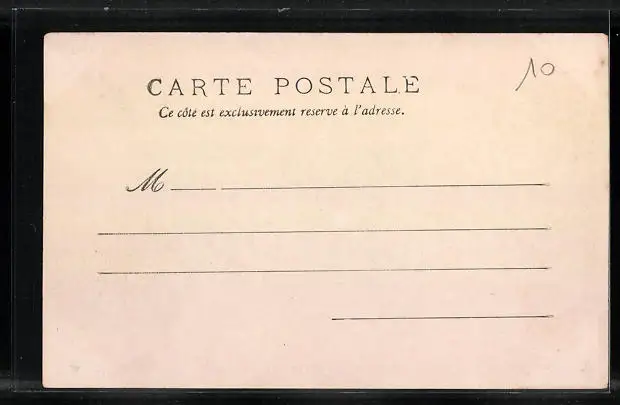 10
CARTE POSTALE
Ce côté est exclusivement reserve à l'adresse.
M